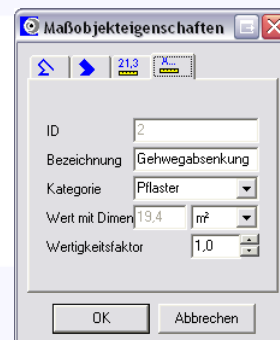 Maßobjekteigenschaften
21,3 X...
ID 2
Bezeichnung Gehwegabsenkung
Kategorie Pflaster
Wert mit Dimen 19,4 m²
Wertigkeitsfaktor 1,0
OK Abbrechen